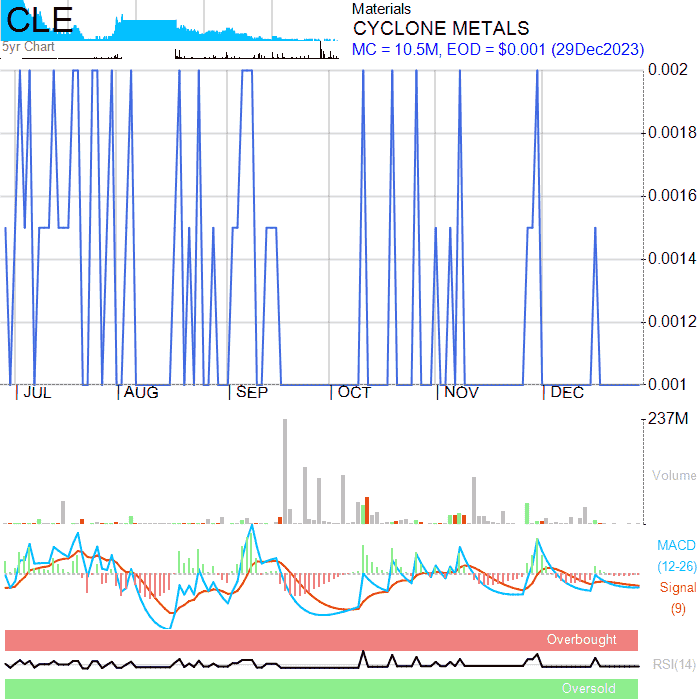 CLE
5yr Chart
Materials
CYCLONE METALS
MC = 10.5M, EOD = $0.001 (29Dec2023)
0.002
0.0018
0.0016
0.0014
0.0012
0.001
JUL AUG SEP OCT NOV DEC
237M
Volume
MACD
(12-26)
Signal
(9)
Overbought
RSI(14)
Oversold